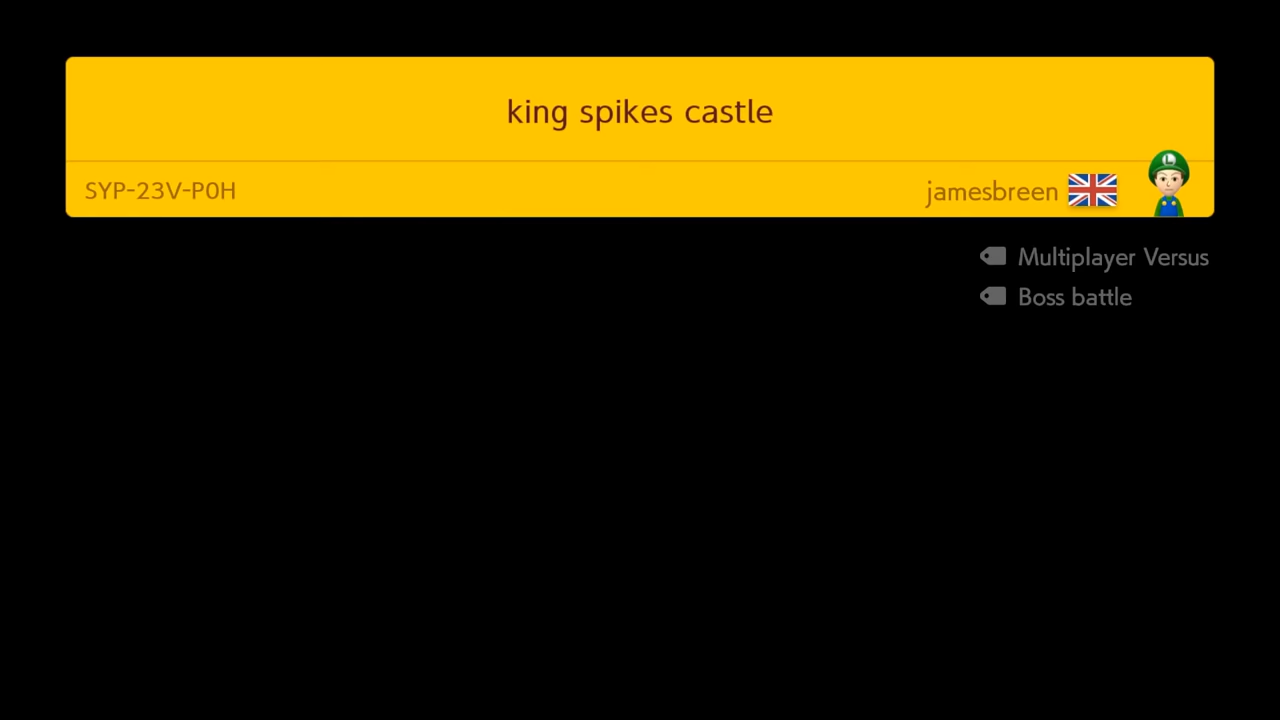 king spikes castle
SYP-23V-P0H
jamesbreen
L
Multiplayer Versus
Boss battle